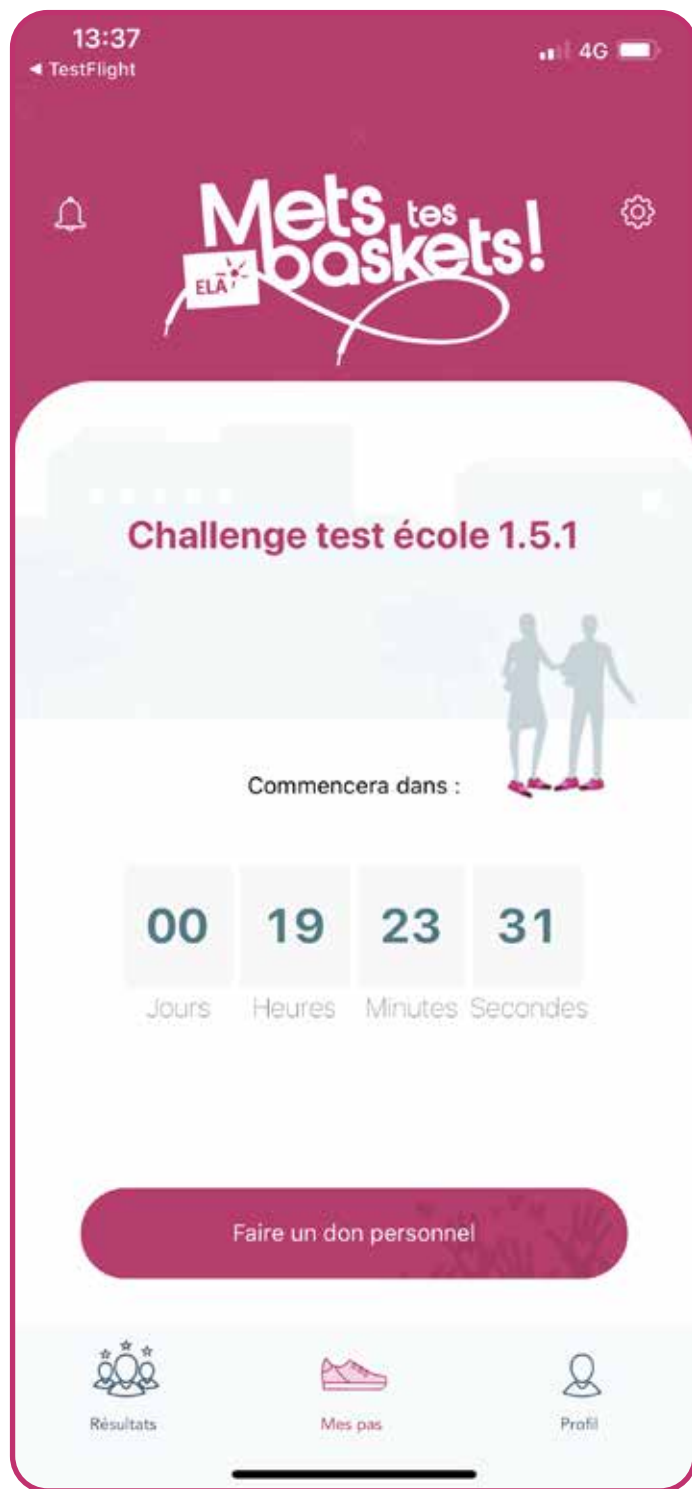 13:37
◀ TestFlight
4G
Mets tes
ELA baskets!
Challenge test école 1.5.1
Commencera dans :
00 19 23 31
Jours Heures Minutes Secondes
Faire un don personnel
Résultats Mes pas Profil